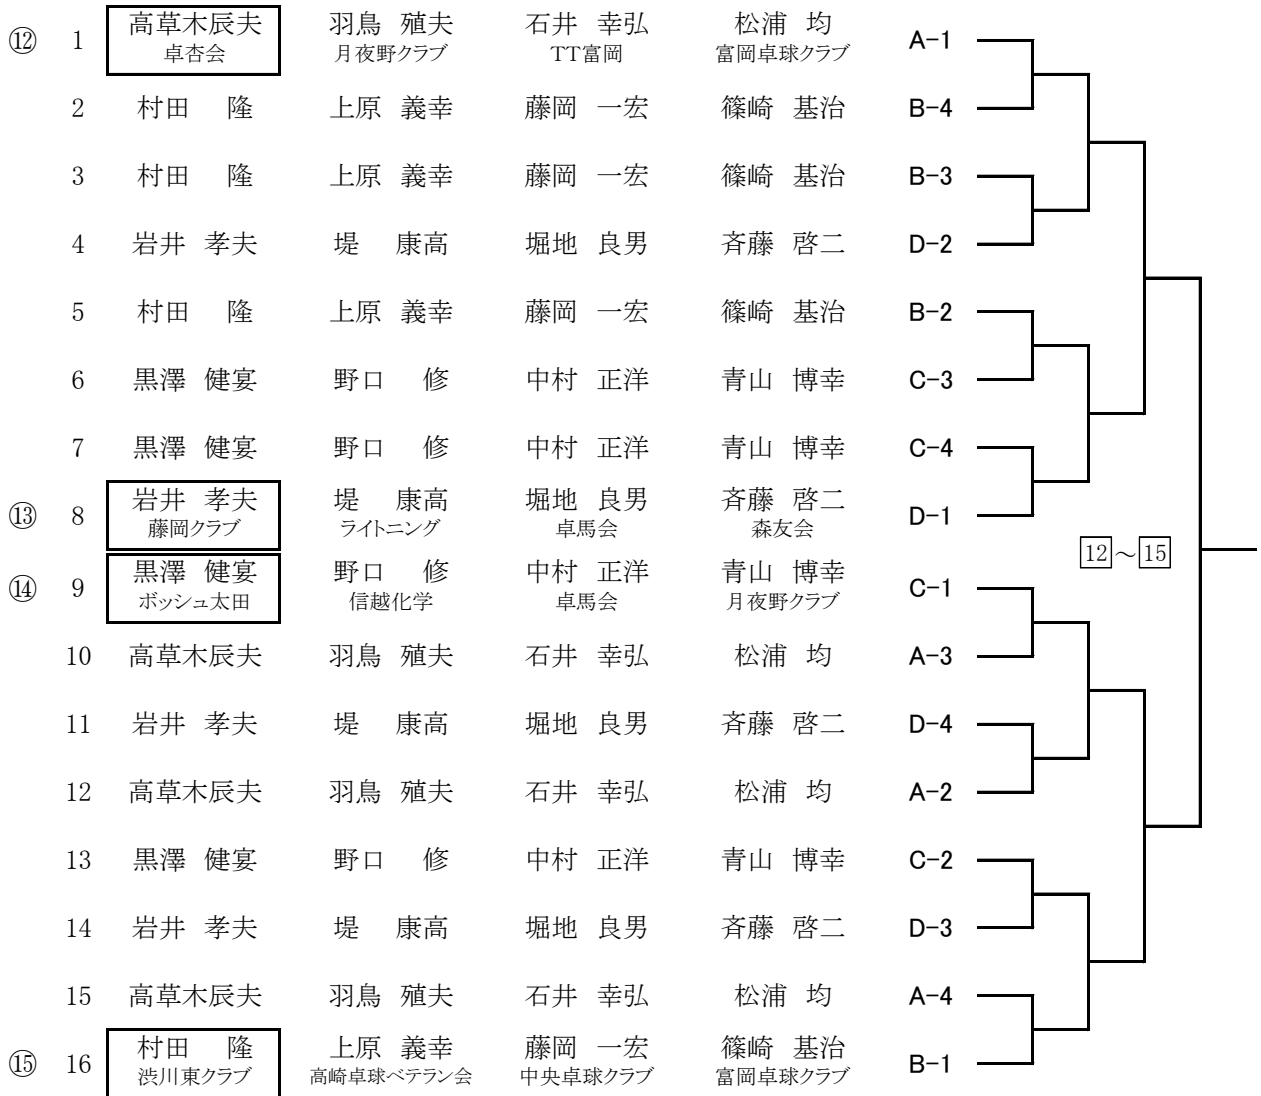 ⑫ 1 高草木辰夫 羽鳥 殖夫 石井 幸弘 松浦 均 A-1
卓杏会 月夜野クラブ TT富岡 富岡卓球クラブ
2 村田 隆 上原 義幸 藤岡 一宏 篠崎 基治 B-4
3 村田 隆 上原 義幸 藤岡 一宏 篠崎 基治 B-3
4 岩井 孝夫 堤 康高 堀地 良男 斉藤 啓二 D-2
5 村田 隆 上原 義幸 藤岡 一宏 篠崎 基治 B-2
6 黒澤 健宴 野口 修 中村 正洋 青山 博幸 C-3
7 黒澤 健宴 野口 修 中村 正洋 青山 博幸 C-4
⑬ 8 岩井 孝夫 堤 康高 堀地 良男 斉藤 啓二 D-1
藤岡クラブ ライトニング 卓馬会 森友会
12～15
⑭ 9 黒澤 健宴 野口 修 中村 正洋 青山 博幸 C-1
ボッシュ太田 信越化学 卓馬会 月夜野クラブ
10 高草木辰夫 羽鳥 殖夫 石井 幸弘 松浦 均 A-3
11 岩井 孝夫 堤 康高 堀地 良男 斉藤 啓二 D-4
12 高草木辰夫 羽鳥 殖夫 石井 幸弘 松浦 均 A-2
13 黒澤 健宴 野口 修 中村 正洋 青山 博幸 C-2
14 岩井 孝夫 堤 康高 堀地 良男 斉藤 啓二 D-3
15 高草木辰夫 羽鳥 殖夫 石井 幸弘 松浦 均 A-4
⑮ 16 村田 隆 上原 義幸 藤岡 一宏 篠崎 基治 B-1
渋川東クラブ 高崎卓球ベテラン会 中央卓球クラブ 富岡卓球クラブ